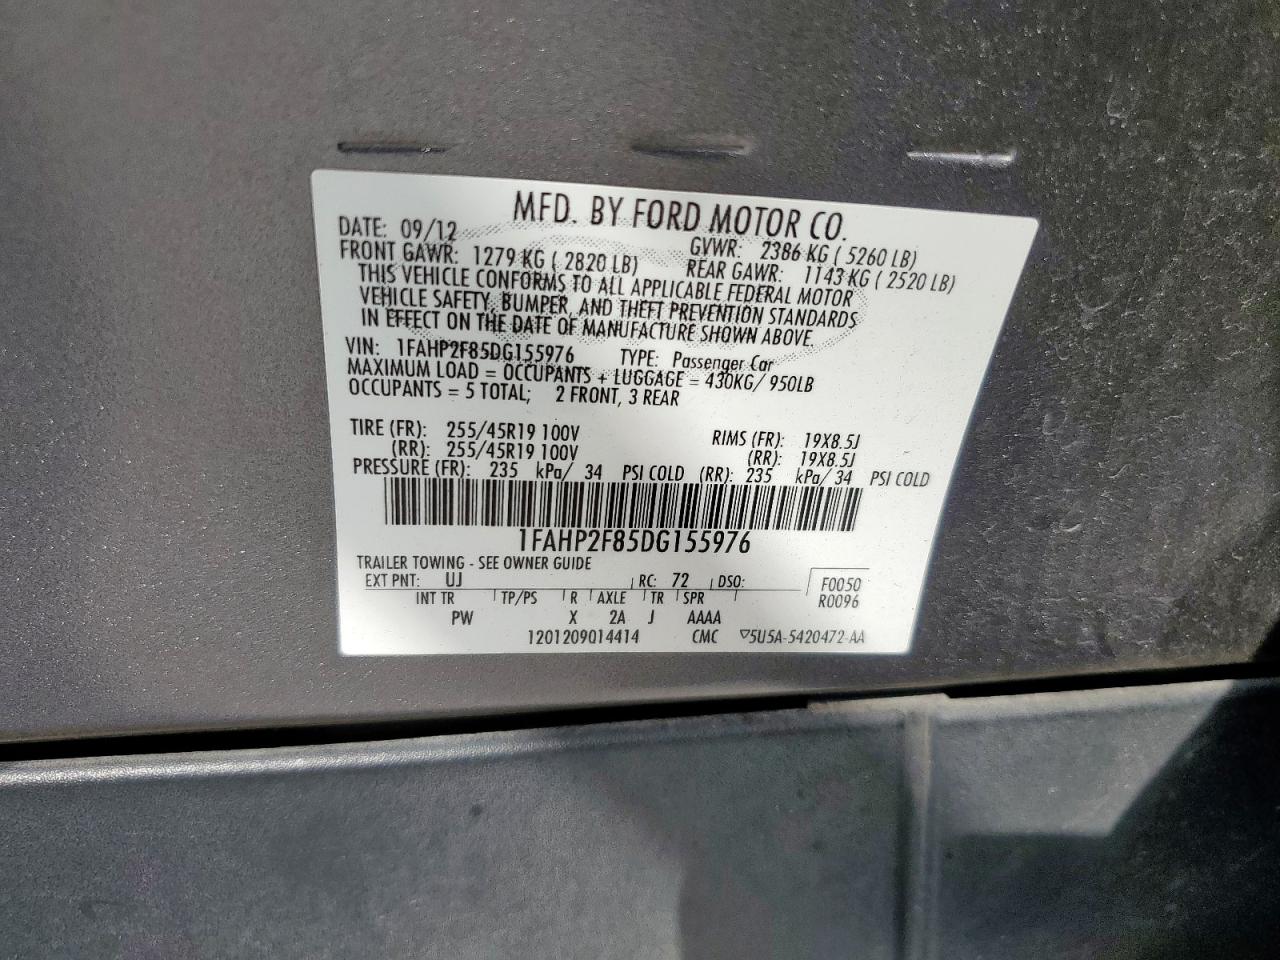 MFD. BY FORD MOTOR CO.
DATE: 09/12 GVWR: 2386 KG ( 5260 LB)
FRONT GAWR: 1279 KG ( 2820 LB) REAR GAWR: 1143 KG ( 2520 LB)
THIS VEHICLE CONFORMS TO ALL APPLICABLE FEDERAL MOTOR
VEHICLE SAFETY, BUMPER, AND THEFT PREVENTION STANDARDS
IN EFFECT ON THE DATE OF MANUFACTURE SHOWN ABOVE.
VIN: 1FAHP2F85DG155976 TYPE: Passenger Car
MAXIMUM LOAD = OCCUPANTS + LUGGAGE = 430KG/ 950LB
OCCUPANTS = 5 TOTAL; 2 FRONT, 3 REAR
TIRE (FR): 255/45R19 100V RIMS (FR): 19X8.5J
(RR): 255/45R19 100V (RR): 19X8.5J
PRESSURE (FR): 235 kPa/ 34 PSI COLD (RR): 235 kPa/ 34 PSI COLD
1FAHP2F85DG155976
TRAILER TOWING - SEE OWNER GUIDE
EXT PNT: UJ RC: 72 DSO: F0050
INT TR TP/PS R AXLE TR SPR R0096
PW X 2A J AAAA
1201209014414 CMC ▽5U5A-5420472-AA